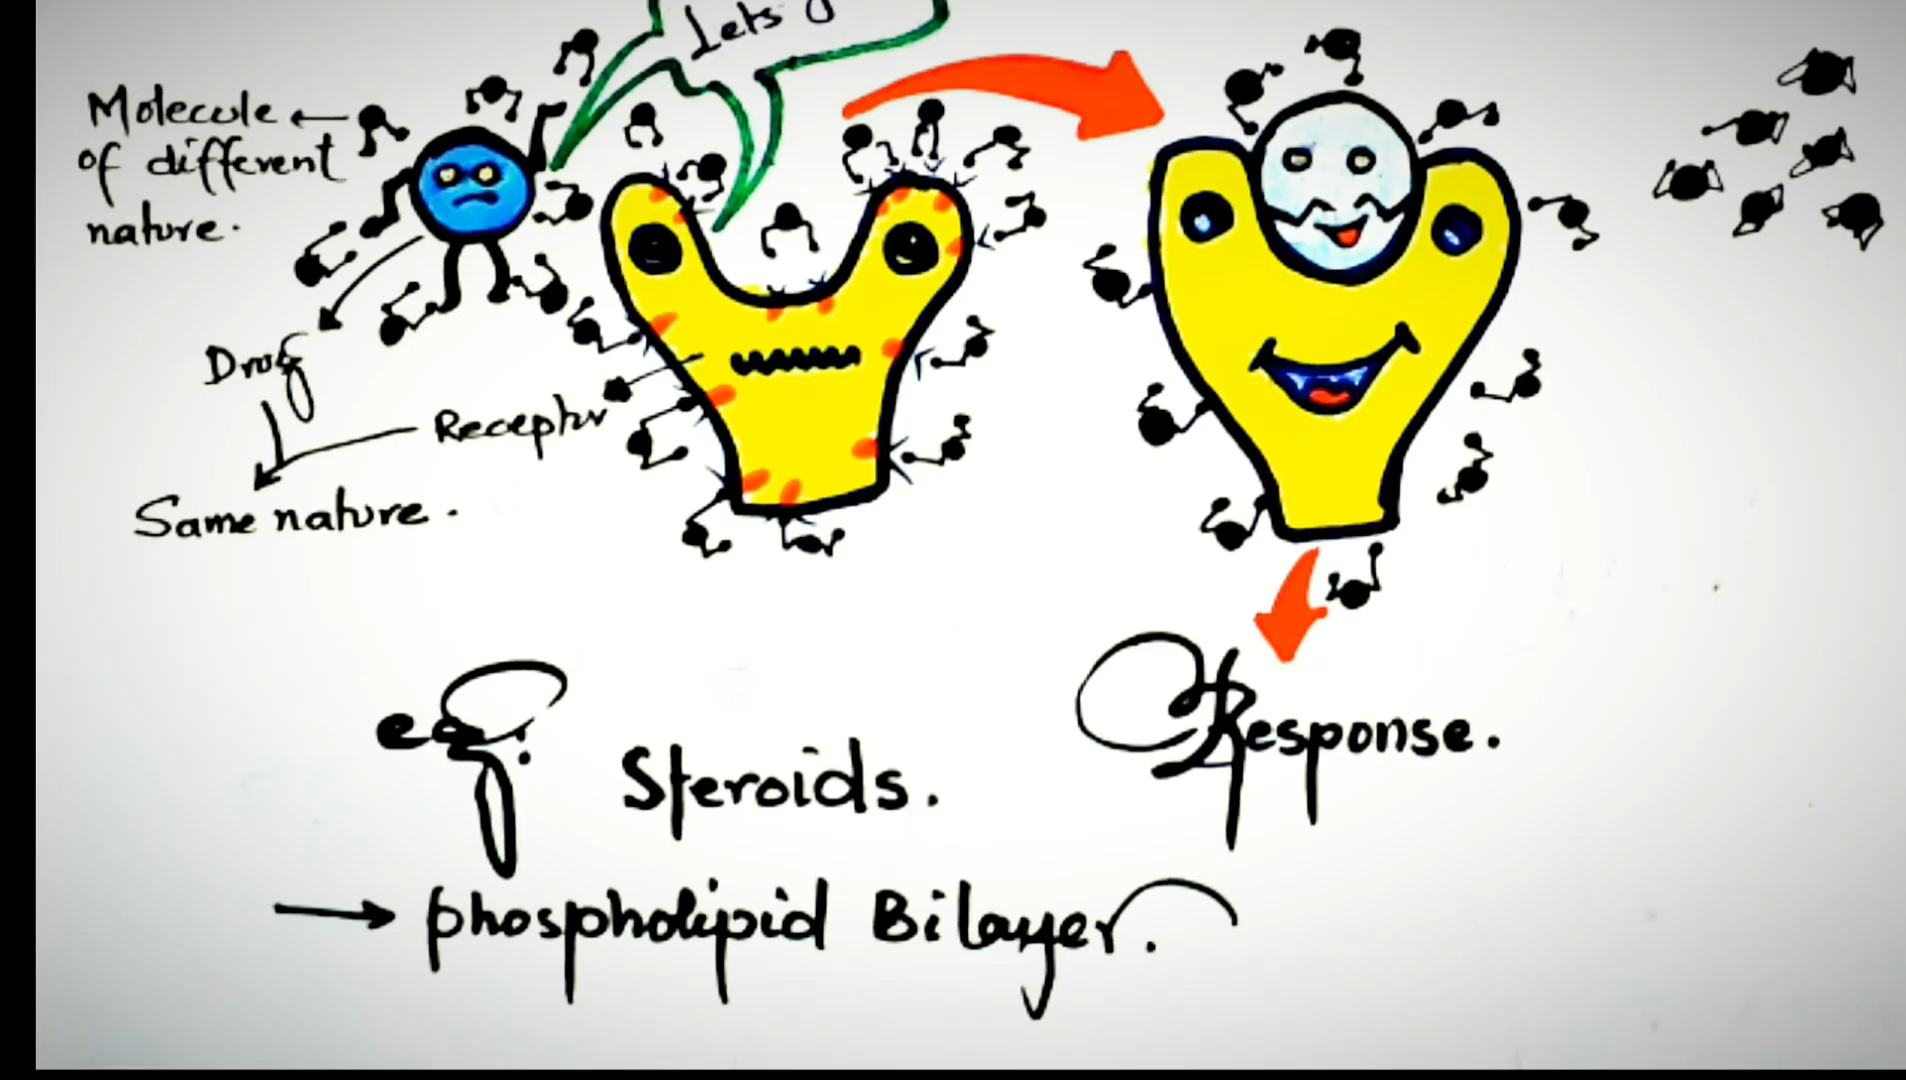 Lets
Molecule
of different
nature.
Drug
Receptor
Same nature.
eg:
Steroids.
Response.
→ phospholipid Bilayer.